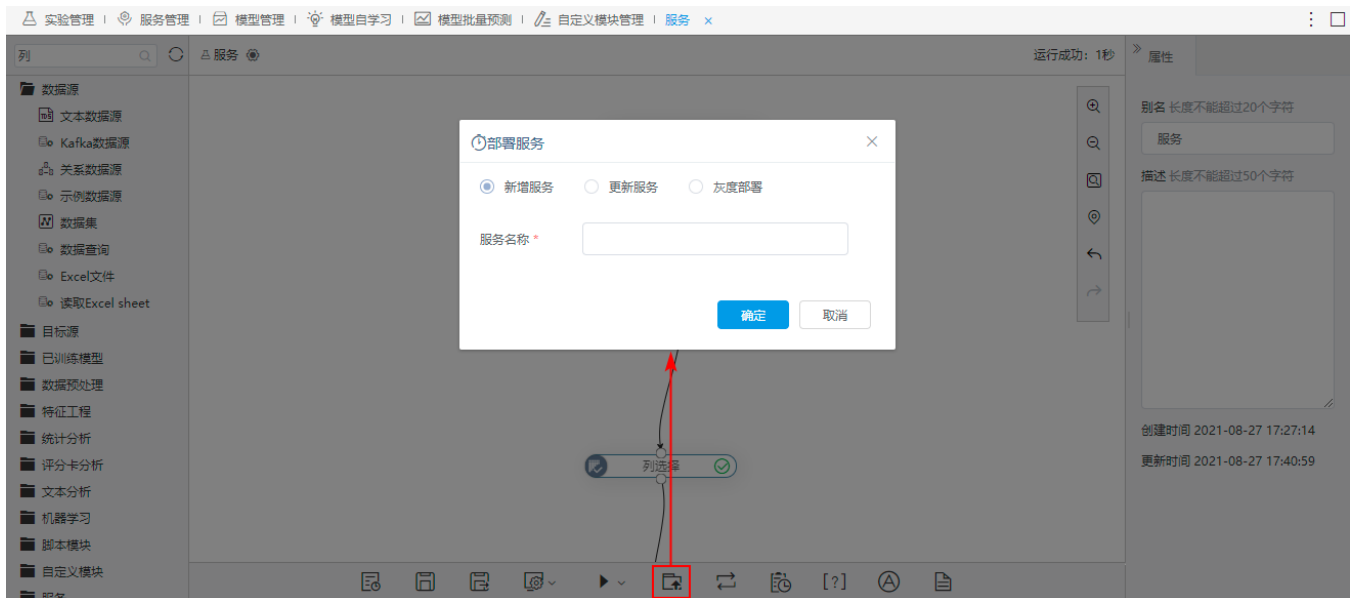 实验管理 服务管理 模型管理 模型自学习 模型批量预测 自定义模块管理 服务 ×
列
服务
运行成功: 1秒
属性
数据源
文本数据源
Kafka数据源
关系数据源
示例数据源
数据集
数据查询
Excel文件
读取Excel sheet
目标源
已训练模型
数据预处理
特征工程
统计分析
评分卡分析
文本分析
机器学习
脚本模块
自定义模块
服务
部署服务
新增服务 更新服务 灰度部署
服务名称 *
确定 取消
列选择
[?]
别名 长度不能超过20个字符
服务
描述 长度不能超过50个字符
创建时间 2021-08-27 17:27:14
更新时间 2021-08-27 17:40:59